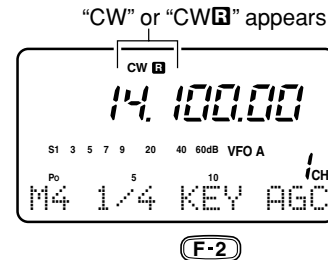 “CW” or “CWR” appears
CW R
14.100.00
S1 3 5 7 9 20 40 60dB VFO A
1CH
Po 5 10
M4 1/4 KEY AGC
F-2